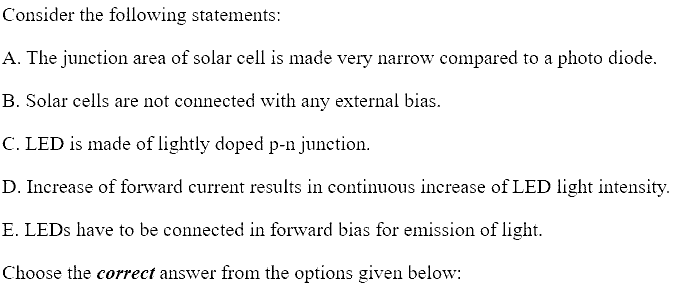 Consider the following statements:
A. The junction area of solar cell is made very narrow compared to a photo diode.
B. Solar cells are not connected with any external bias.
C. LED is made of lightly doped p-n junction.
D. Increase of forward current results in continuous increase of LED light intensity.
E. LEDs have to be connected in forward bias for emission of light.
Choose the correct answer from the options given below: